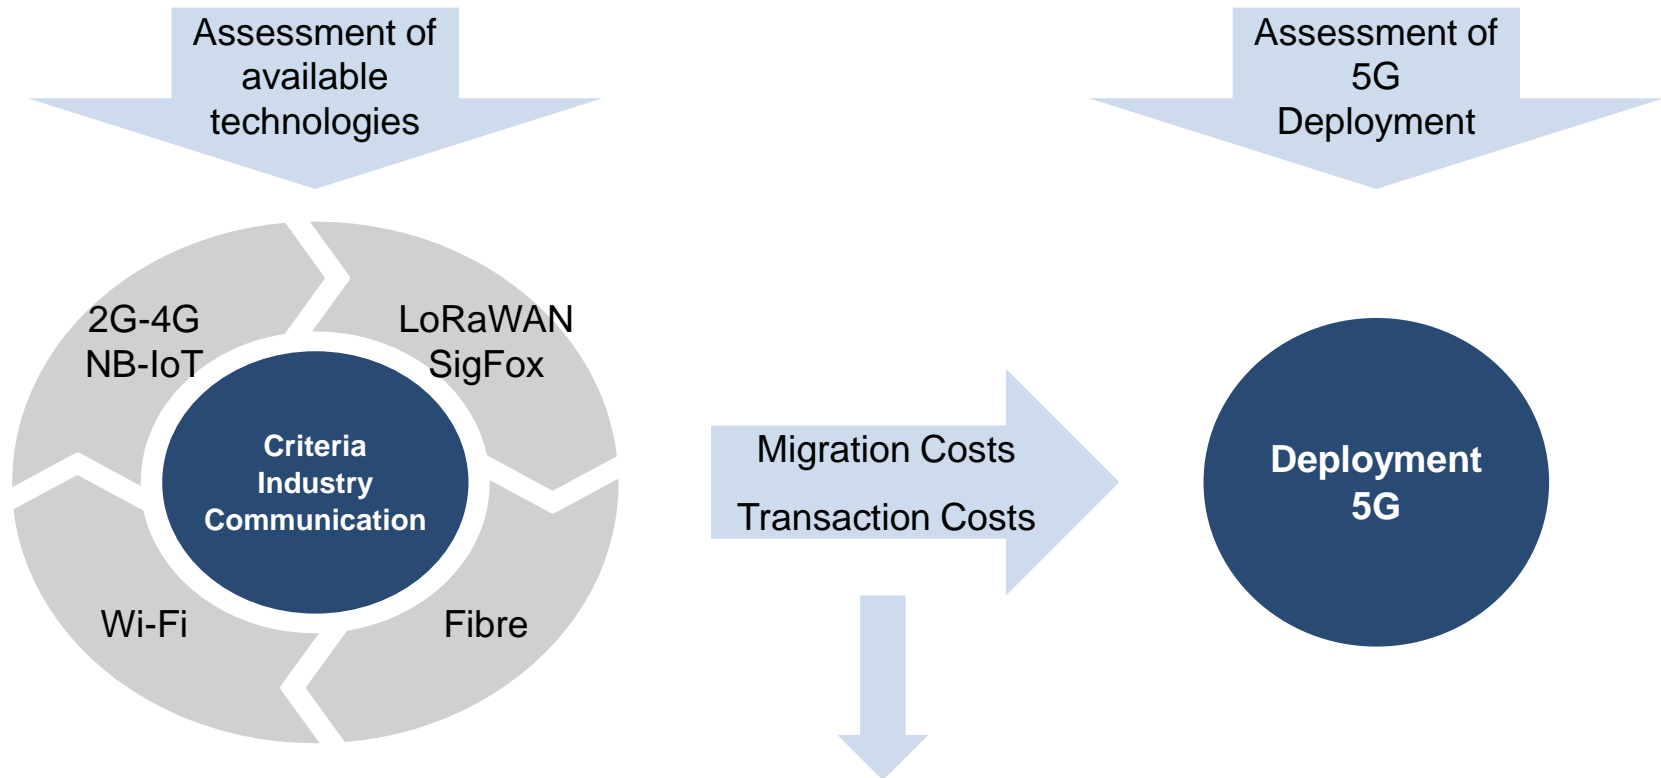 Assessment of
available
technologies
Assessment of
5G
Deployment
2G-4G
NB-IoT
LoRaWAN
SigFox
Criteria
Industry
Communication
Wi-Fi
Fibre
Migration Costs
Transaction Costs
Deployment
5G